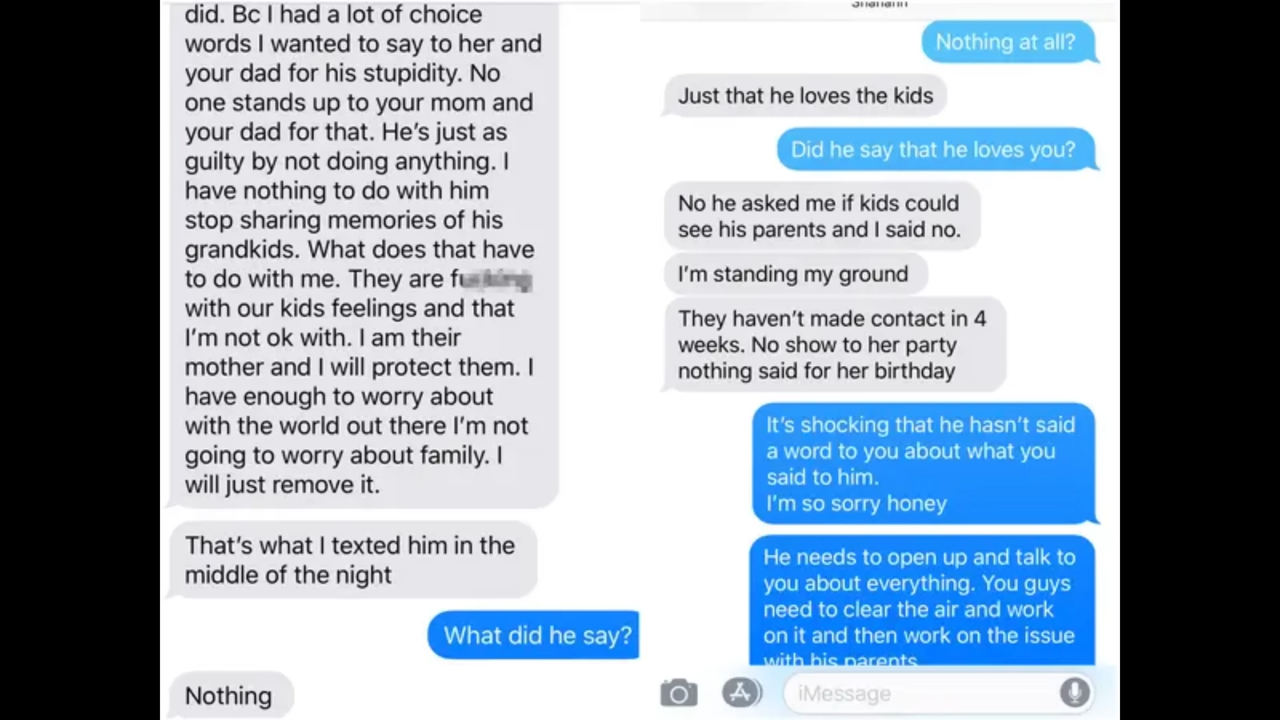 did. Bc I had a lot of choice
words I wanted to say to her and
your dad for his stupidity. No
one stands up to your mom and
your dad for that. He's just as
guilty by not doing anything. I
have nothing to do with him
stop sharing memories of his
grandkids. What does that have
to do with me. They are
with our kids feelings and that
I'm not ok with. I am their
mother and I will protect them. I
have enough to worry about
with the world out there I'm not
going to worry about family. I
will just remove it.
That's what I texted him in the
middle of the night
What did he say?
Nothing
Nothing at all?
Just that he loves the kids
Did he say that he loves you?
No he asked me if kids could
see his parents and I said no.
I'm standing my ground
They haven't made contact in 4
weeks. No show to her party
nothing said for her birthday
It's shocking that he hasn't said
a word to you about what you
said to him.
I'm so sorry honey
He needs to open up and talk to
you about everything. You guys
need to clear the air and work
on it and then work on the issue
with his parents
iMessage